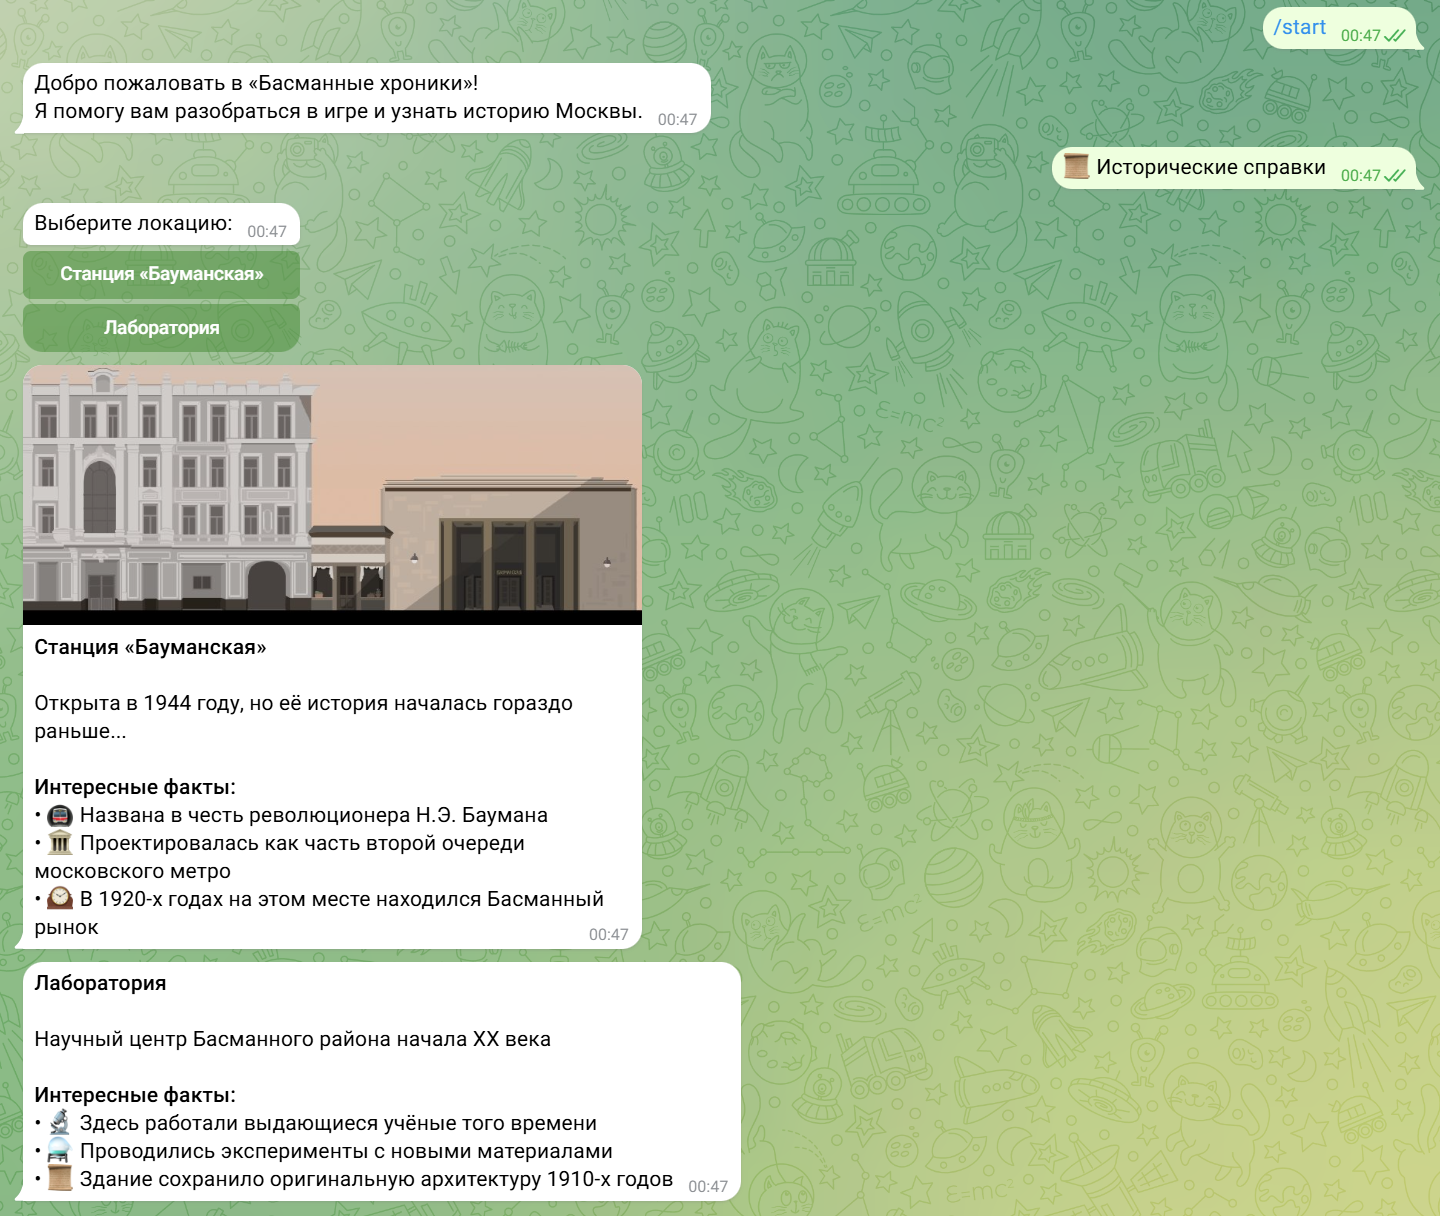 /start 00:47
Добро пожаловать в «Басманные хроники»!
Я помогу вам разобраться в игре и узнать историю Москвы. 00:47
Исторические справки 00:47
Выберите локацию: 00:47
Станция «Бауманская»
Лаборатория
Станция «Бауманская»
Открыта в 1944 году, но её история началась гораздо
раньше...
Интересные факты:
• 🚇 Названа в честь революционера Н.Э. Баумана
• 🏛 Проектировалась как часть второй очереди
московского метро
• 🕰 В 1920-х годах на этом месте находился Басманный
рынок 00:47
Лаборатория
Научный центр Басманного района начала XX века
Интересные факты:
• 🔬 Здесь работали выдающиеся учёные того времени
• 🔮 Проводились эксперименты с новыми материалами
• 📜 Здание сохранило оригинальную архитектуру 1910-х годов 00:47
E=mc²
E=mc²
E=mc²